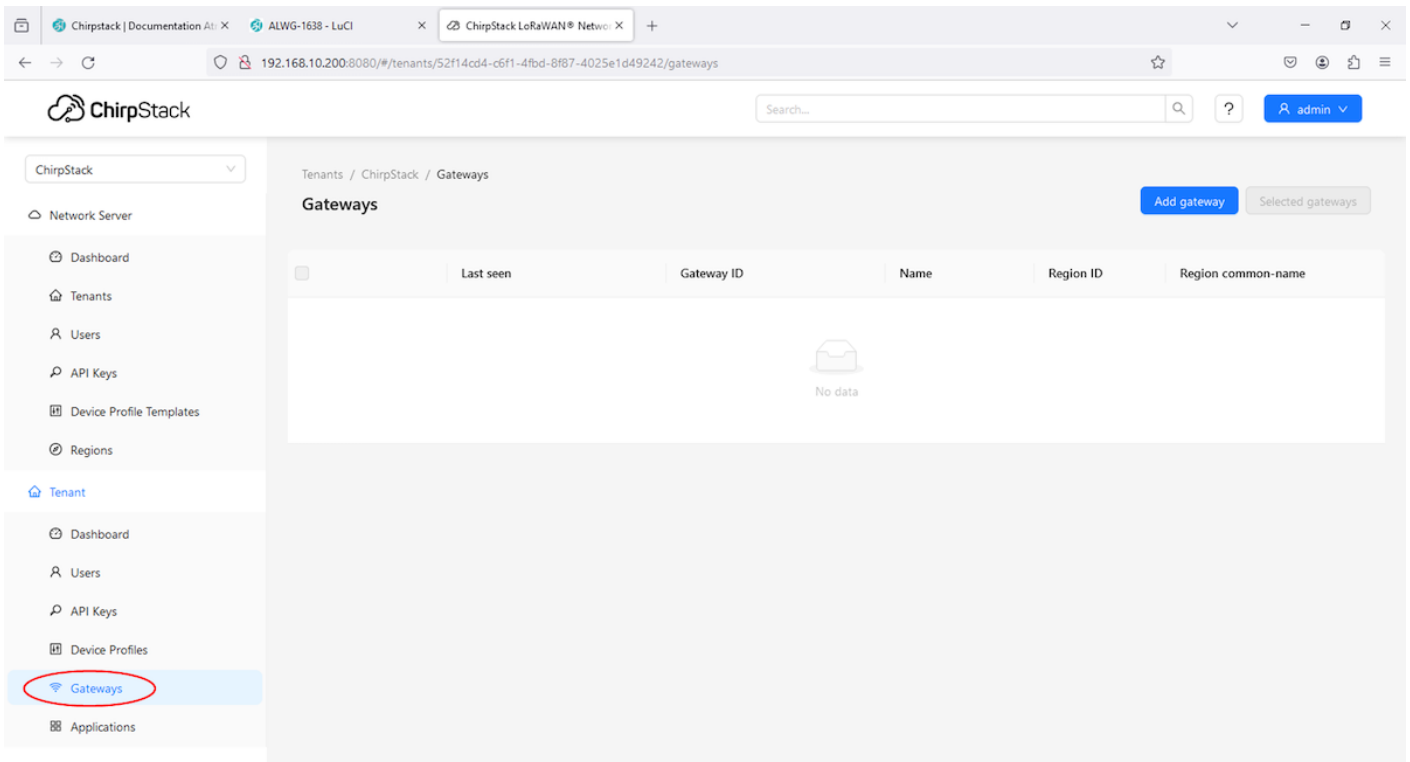 Chirpstack | Documentation At
ALWG-1638 - LuCI
ChirpStack LoRaWAN® Networ
192.168.10.200:8080/#/tenants/52f14cd4-c6f1-4fbd-8f87-4025e1d49242/gateways
ChirpStack
Search...
?
admin
ChirpStack
Network Server
Dashboard
Tenants
Users
API Keys
Device Profile Templates
Regions
Tenant
Dashboard
Users
API Keys
Device Profiles
Gateways
Applications
Tenants / ChirpStack / Gateways
Gateways
Add gateway
Selected gateways
Last seen Gateway ID Name Region ID Region common-name
No data